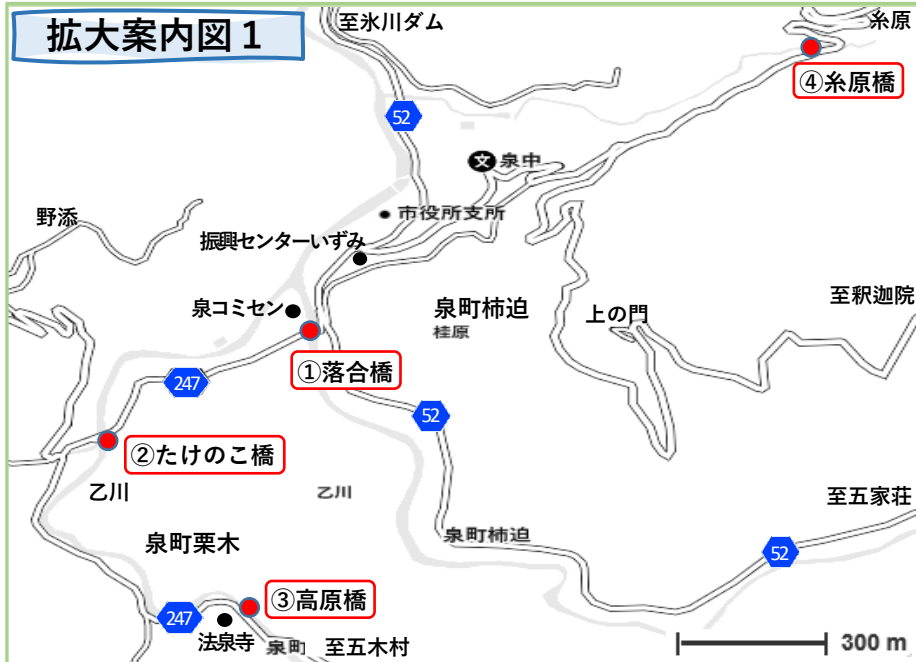 拡大案内図1
至氷川ダム
糸原
④糸原橋
52
文
泉中
市役所支所
野添
振興センターいずみ
至釈迦院
泉コミセン
泉町柿迫
桂原
上の門
①落合橋
247
52
②たけのこ橋
乙川
乙川
至五家荘
泉町栗木
泉町柿迫
52
③高原橋
247
法泉寺
泉町
至五木村
300 m